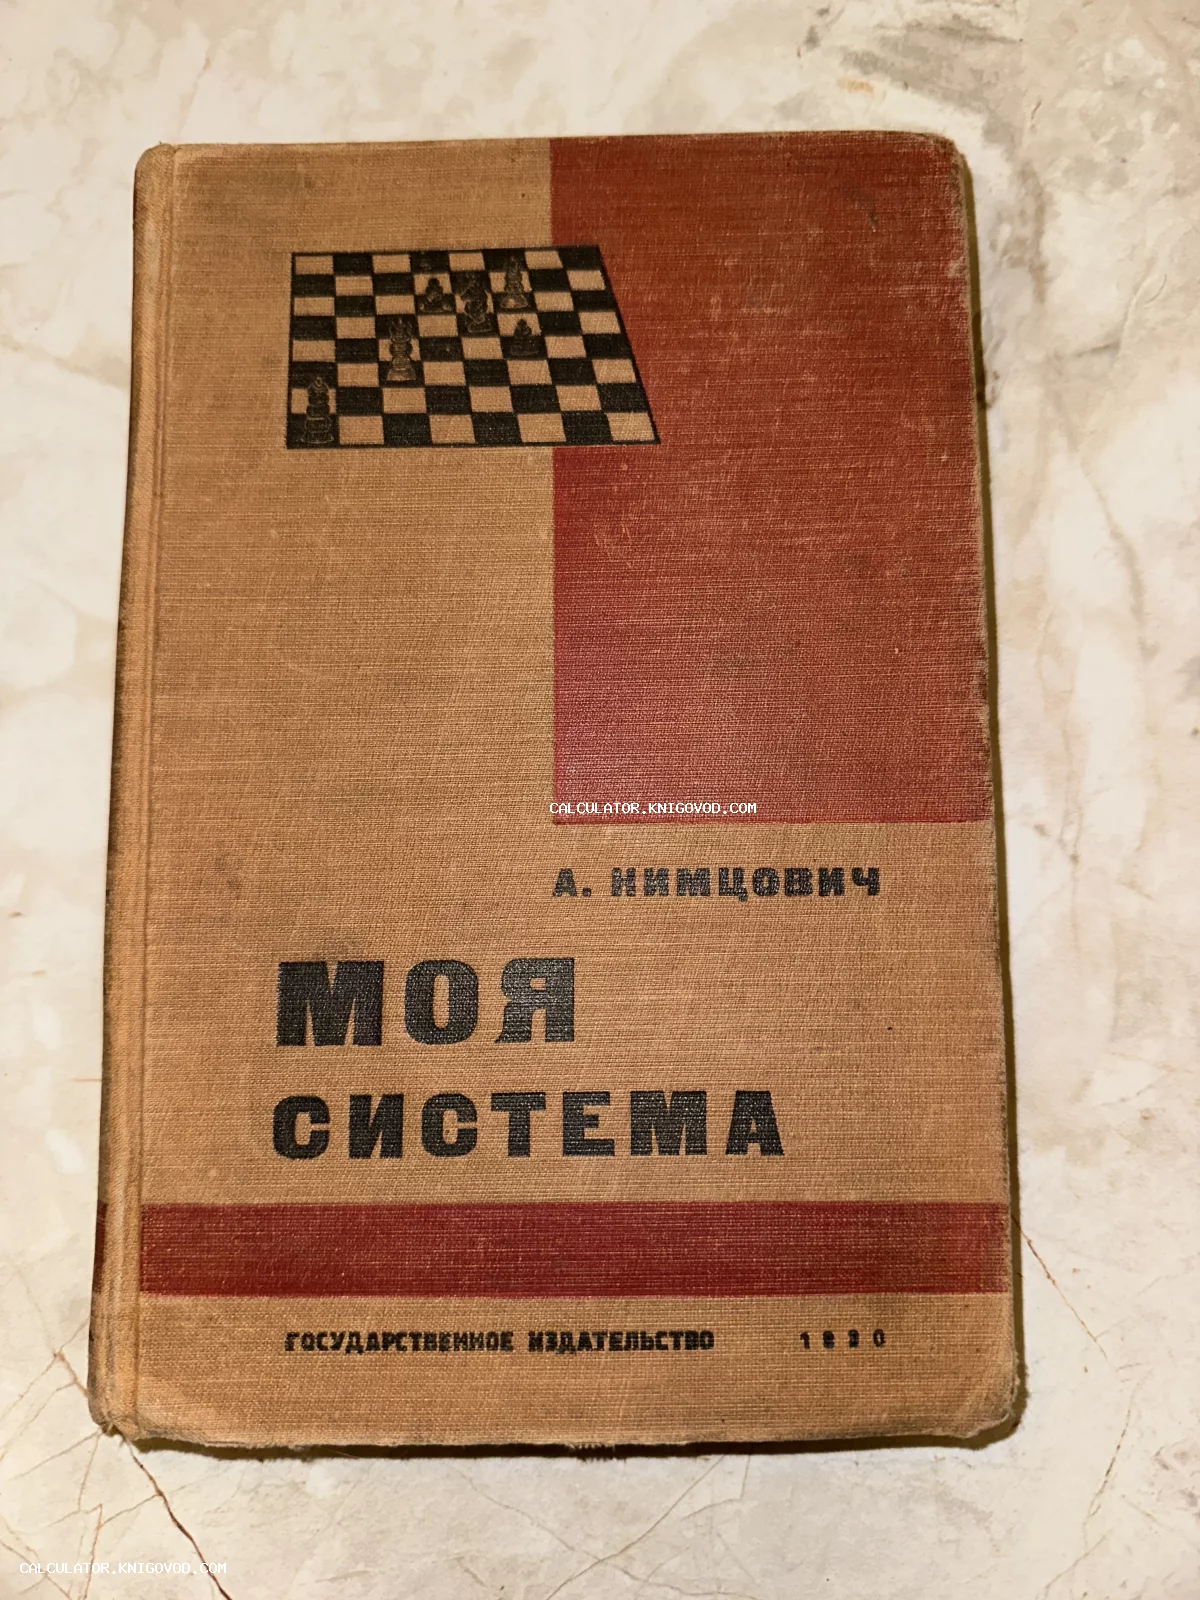 CALCULATOR.KNIGOVOD.COM
А. НИМЦОВИЧ
МОЯ
СИСТЕМА
ГОСУДАРСТВЕННОЕ ИЗДАТЕЛЬСТВО 1930
CALCULATOR.KNIGOVOD.COM